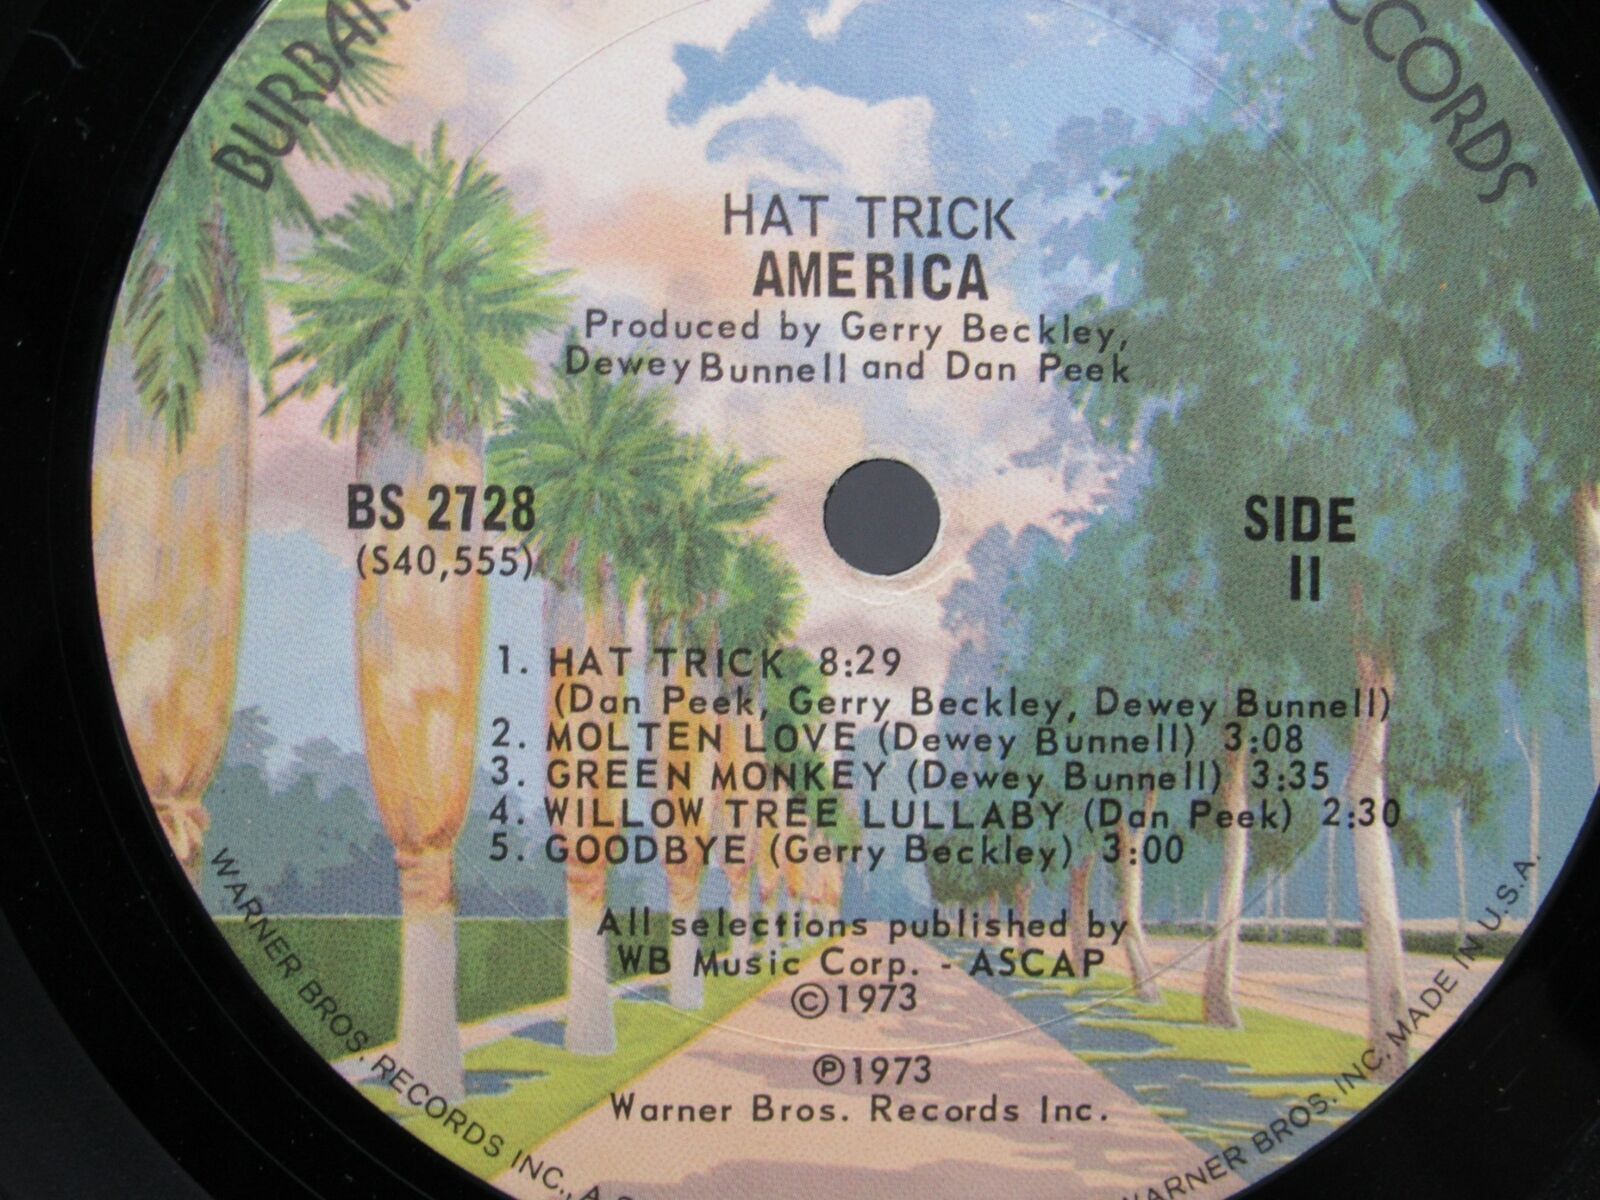 HAT TRICK
AMERICA
Produced by Gerry Beckley,
Dewey Bunnell and Dan Peek
BS 2728
(S40,555)
SIDE
II
1. HAT TRICK 8:29
(Dan Peek, Gerry Beckley, Dewey Bunnell)
2. MOLTEN LOVE (Dewey Bunnell) 3:08
3. GREEN MONKEY (Dewey Bunnell) 3:35
4. WILLOW TREE LULLABY (Dan Peek) 2:30
5. GOODBYE (Gerry Beckley) 3:00
All selections published by
WB Music Corp. - ASCAP
©1973
℗1973
Warner Bros. Records Inc.
WARNER BROS. RECORDS INC., A
WARNER BROS. INC. MADE IN U.S.A.